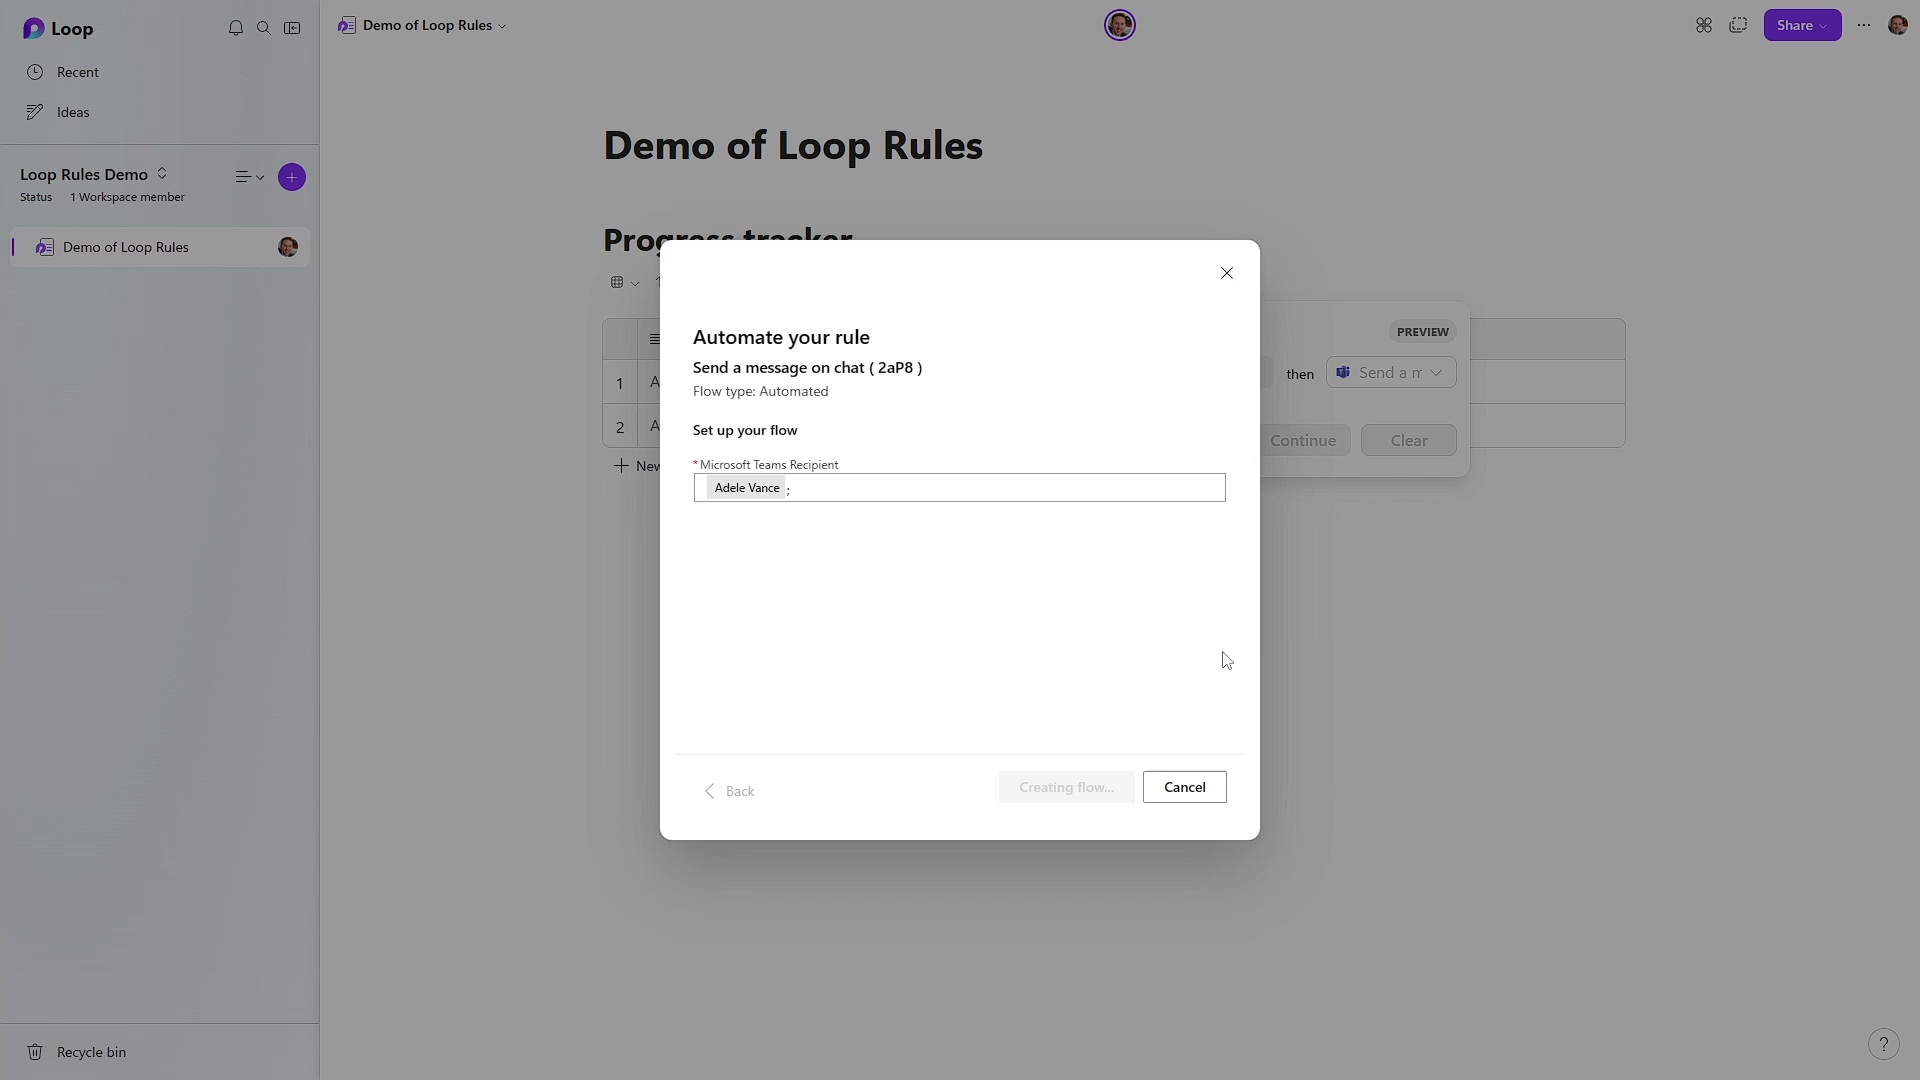 Loop
Recent
Ideas
Loop Rules Demo
Status 1 Workspace member
Demo of Loop Rules
Recycle bin
Demo of Loop Rules
Share
Demo of Loop Rules
Progress tracker
1 A
2 A
New
PREVIEW
then Send a m
Continue Clear
Automate your rule
Send a message on chat ( 2aP8 )
Flow type: Automated
Set up your flow
* Microsoft Teams Recipient
Adele Vance ;
Back Creating flow... Cancel
?